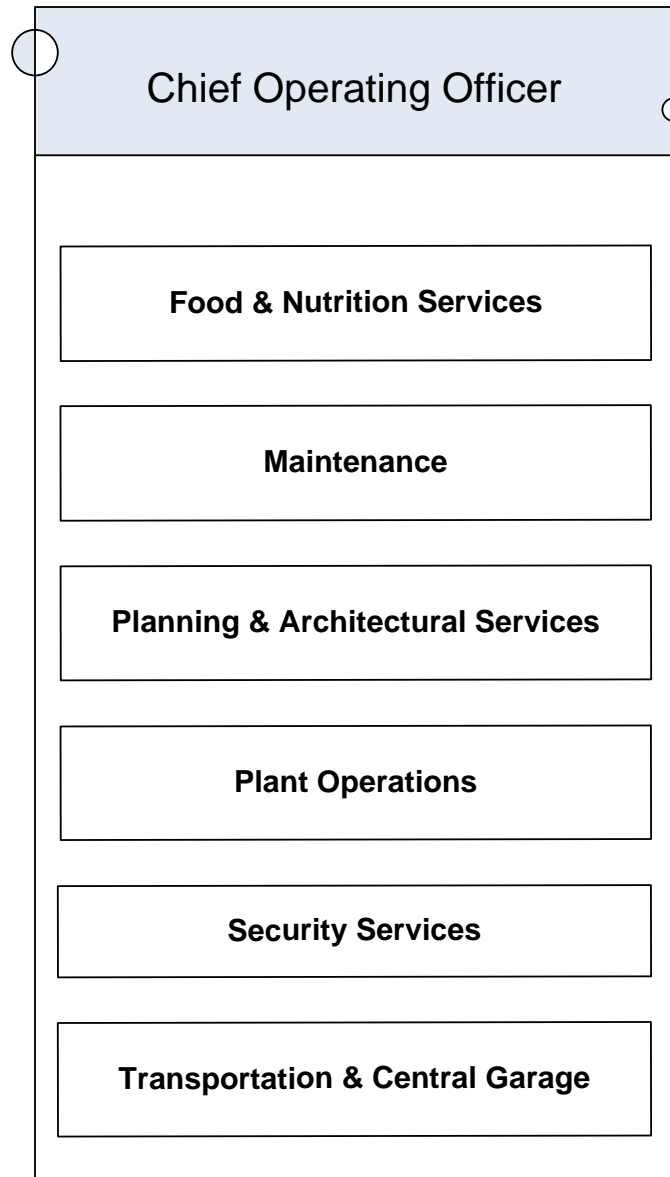 Chief Operating Officer
Food & Nutrition Services
Maintenance
Planning & Architectural Services
Plant Operations
Security Services
Transportation & Central Garage